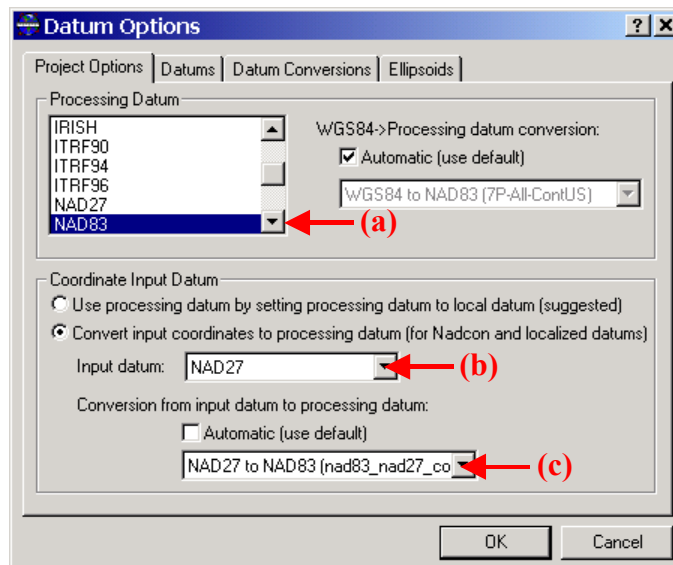 Datum Options
Project Options Datums Datum Conversions Ellipsoids
Processing Datum
IRISH
ITRF90
ITRF94
ITRF96
NAD27
NAD83
WGS84->Processing datum conversion:
Automatic (use default)
WGS84 to NAD83 (7P-All-ContUS)
(a)
Coordinate Input Datum
Use processing datum by setting processing datum to local datum (suggested)
Convert input coordinates to processing datum (for Nadcon and localized datums)
Input datum: NAD27
(b)
Conversion from input datum to processing datum:
Automatic (use default)
NAD27 to NAD83 (nad83_nad27_co
(c)
OK Cancel